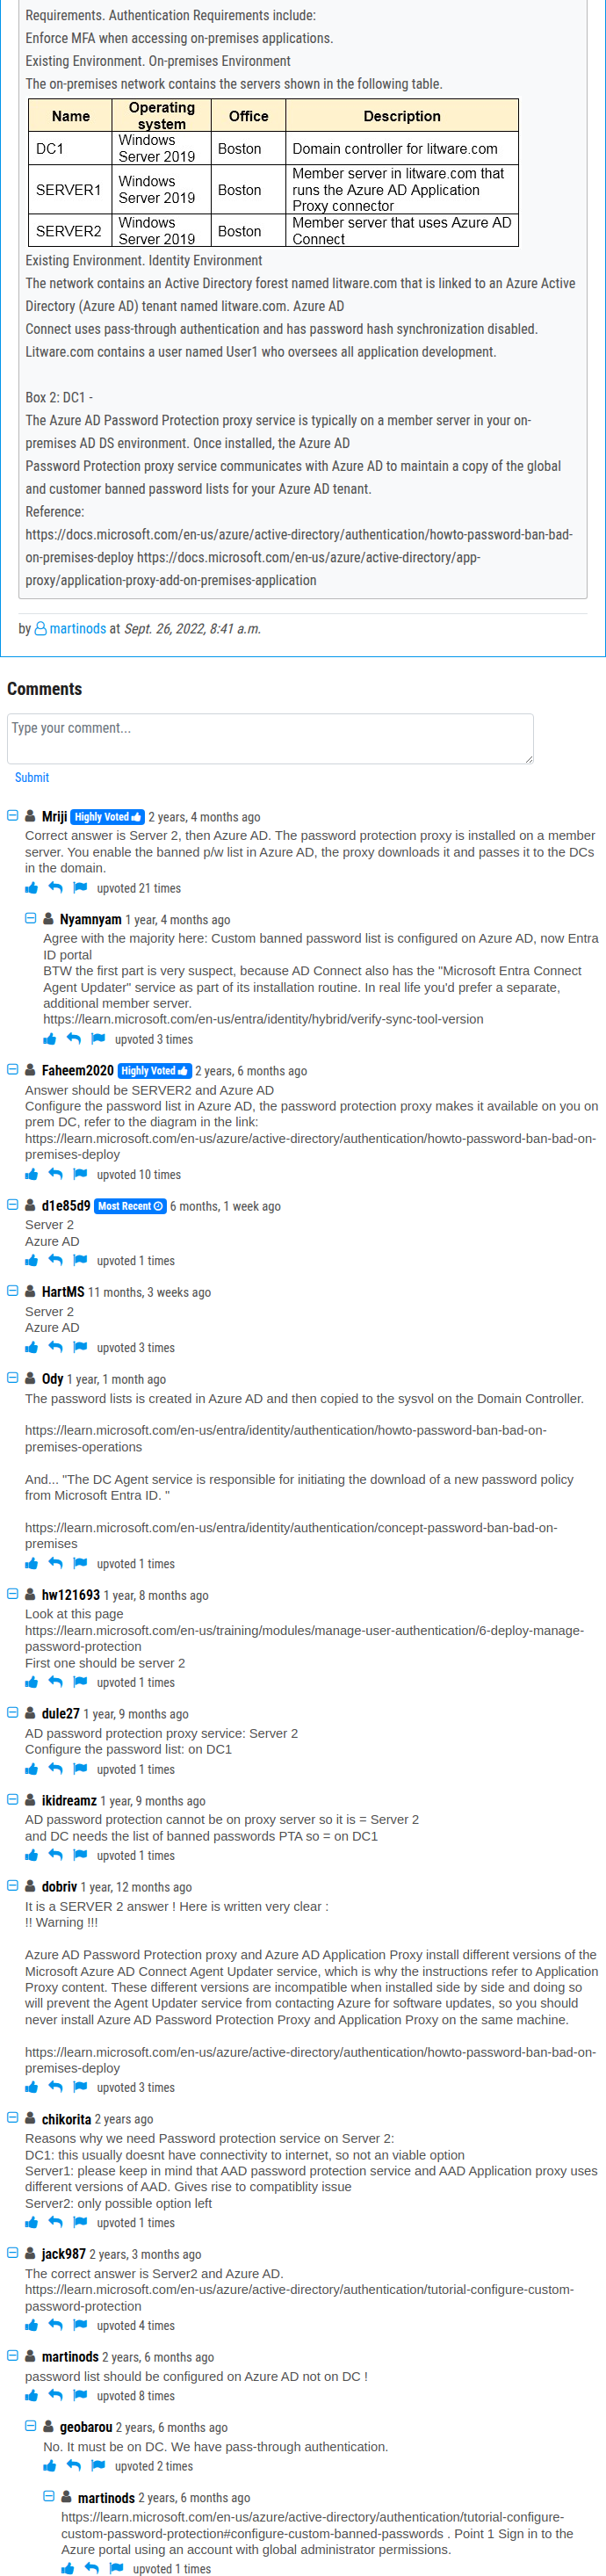 Requirements. Authentication Requirements include:
Enforce MFA when accessing on-premises applications.
Existing Environment. On-premises Environment
The on-premises network contains the servers shown in the following table.
Name Operating system Office Description
DC1 Windows Server 2019 Boston Domain controller for litware.com
SERVER1 Windows Server 2019 Boston Member server in litware.com that runs the Azure AD Application Proxy connector
SERVER2 Windows Server 2019 Boston Member server that uses Azure AD Connect
Existing Environment. Identity Environment
The network contains an Active Directory forest named litware.com that is linked to an Azure Active
Directory (Azure AD) tenant named litware.com. Azure AD
Connect uses pass-through authentication and has password hash synchronization disabled.
Litware.com contains a user named User1 who oversees all application development.
Box 2: DC1 -
The Azure AD Password Protection proxy service is typically on a member server in your on-
premises AD DS environment. Once installed, the Azure AD
Password Protection proxy service communicates with Azure AD to maintain a copy of the global
and customer banned password lists for your Azure AD tenant.
Reference:
https://docs.microsoft.com/en-us/azure/active-directory/authentication/howto-password-ban-bad-
on-premises-deploy https://docs.microsoft.com/en-us/azure/active-directory/app-
proxy/application-proxy-add-on-premises-application
by martinods at Sept. 26, 2022, 8:41 a.m.
Comments
Type your comment...
Submit
Mriji Highly Voted 2 years, 4 months ago
Correct answer is Server 2, then Azure AD. The password protection proxy is installed on a member
server. You enable the banned p/w list in Azure AD, the proxy downloads it and passes it to the DCs
in the domain.
upvoted 21 times
Nyamnyam 1 year, 4 months ago
Agree with the majority here: Custom banned password list is configured on Azure AD, now Entra
ID portal
BTW the first part is very suspect, because AD Connect also has the "Microsoft Entra Connect
Agent Updater" service as part of its installation routine. In real life you'd prefer a separate,
additional member server.
https://learn.microsoft.com/en-us/entra/identity/hybrid/verify-sync-tool-version
upvoted 3 times
Faheem2020 Highly Voted 2 years, 6 months ago
Answer should be SERVER2 and Azure AD
Configure the password list in Azure AD, the password protection proxy makes it available on you on
prem DC, refer to the diagram in the link:
https://learn.microsoft.com/en-us/azure/active-directory/authentication/howto-password-ban-bad-on-
premises-deploy
upvoted 10 times
d1e85d9 Most Recent 6 months, 1 week ago
Server 2
Azure AD
upvoted 1 times
HartMS 11 months, 3 weeks ago
Server 2
Azure AD
upvoted 3 times
Ody 1 year, 1 month ago
The password lists is created in Azure AD and then copied to the sysvol on the Domain Controller.
https://learn.microsoft.com/en-us/entra/identity/authentication/howto-password-ban-bad-on-
premises-operations
And... "The DC Agent service is responsible for initiating the download of a new password policy
from Microsoft Entra ID. "
https://learn.microsoft.com/en-us/entra/identity/authentication/concept-password-ban-bad-on-
premises
upvoted 1 times
hw121693 1 year, 8 months ago
Look at this page
https://learn.microsoft.com/en-us/training/modules/manage-user-authentication/6-deploy-manage-
password-protection
First one should be server 2
upvoted 1 times
dule27 1 year, 9 months ago
AD password protection proxy service: Server 2
Configure the password list: on DC1
upvoted 1 times
ikidreamz 1 year, 9 months ago
AD password protection cannot be on proxy server so it is = Server 2
and DC needs the list of banned passwords PTA so = on DC1
upvoted 1 times
dobriv 1 year, 12 months ago
It is a SERVER 2 answer ! Here is written very clear :
!! Warning !!!
Azure AD Password Protection proxy and Azure AD Application Proxy install different versions of the
Microsoft Azure AD Connect Agent Updater service, which is why the instructions refer to Application
Proxy content. These different versions are incompatible when installed side by side and doing so
will prevent the Agent Updater service from contacting Azure for software updates, so you should
never install Azure AD Password Protection Proxy and Application Proxy on the same machine.
https://learn.microsoft.com/en-us/azure/active-directory/authentication/howto-password-ban-bad-on-
premises-deploy
upvoted 3 times
chikorita 2 years ago
Reasons why we need Password protection service on Server 2:
DC1: this usually doesnt have connectivity to internet, so not an viable option
Server1: please keep in mind that AAD password protection service and AAD Application proxy uses
different versions of AAD. Gives rise to compatiblity issue
Server2: only possible option left
upvoted 1 times
jack987 2 years, 3 months ago
The correct answer is Server2 and Azure AD.
https://learn.microsoft.com/en-us/azure/active-directory/authentication/tutorial-configure-custom-
password-protection
upvoted 4 times
martinods 2 years, 6 months ago
password list should be configured on Azure AD not on DC !
upvoted 8 times
geobarou 2 years, 6 months ago
No. It must be on DC. We have pass-through authentication.
upvoted 2 times
martinods 2 years, 6 months ago
https://learn.microsoft.com/en-us/azure/active-directory/authentication/tutorial-configure-
custom-password-protection#configure-custom-banned-passwords . Point 1 Sign in to the
Azure portal using an account with global administrator permissions.
upvoted 1 times